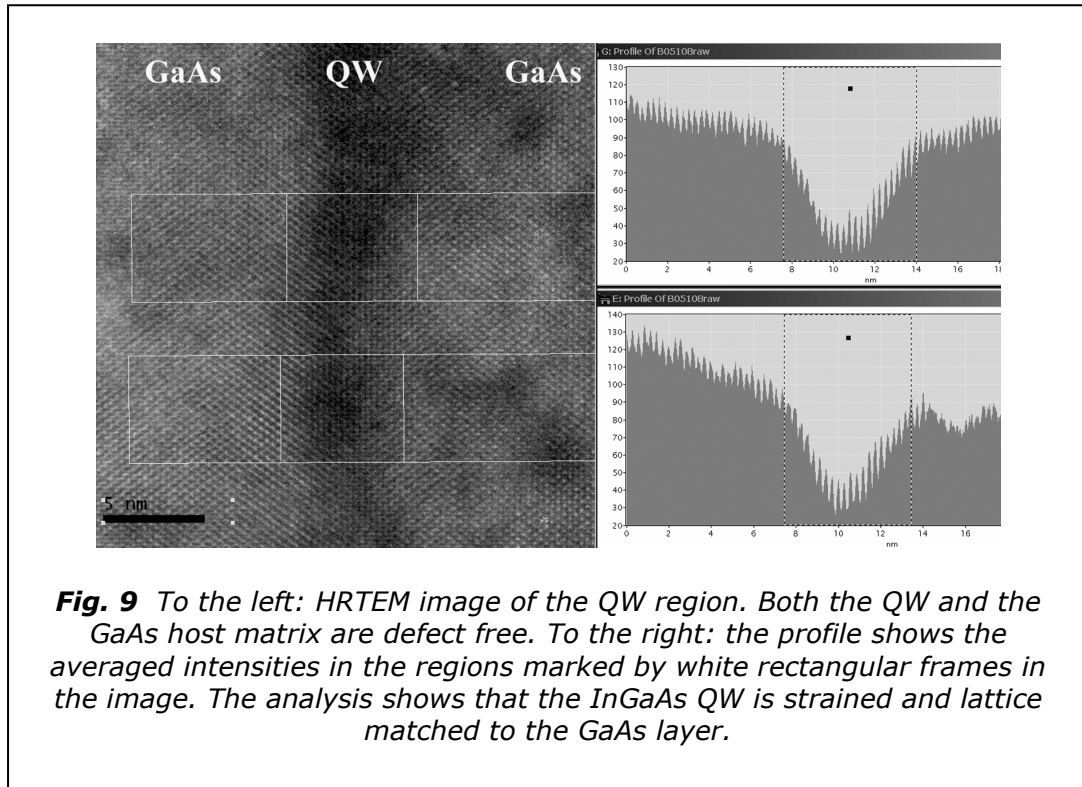 GaAs
QW
GaAs
5 nm
G: Profile Of B05108raw
130
120
110
100
90
80
70
60
50
40
30
20
0 2 4 6 8 10 12 14 16 18
nm
E: Profile Of B05108raw
140
130
120
110
100
90
80
70
60
50
40
30
20
0 2 4 6 8 10 12 14 16
nm
Fig. 9 To the left: HRTEM image of the QW region. Both the QW and the
GaAs host matrix are defect free. To the right: the profile shows the
averaged intensities in the regions marked by white rectangular frames in
the image. The analysis shows that the InGaAs QW is strained and lattice
matched to the GaAs layer.